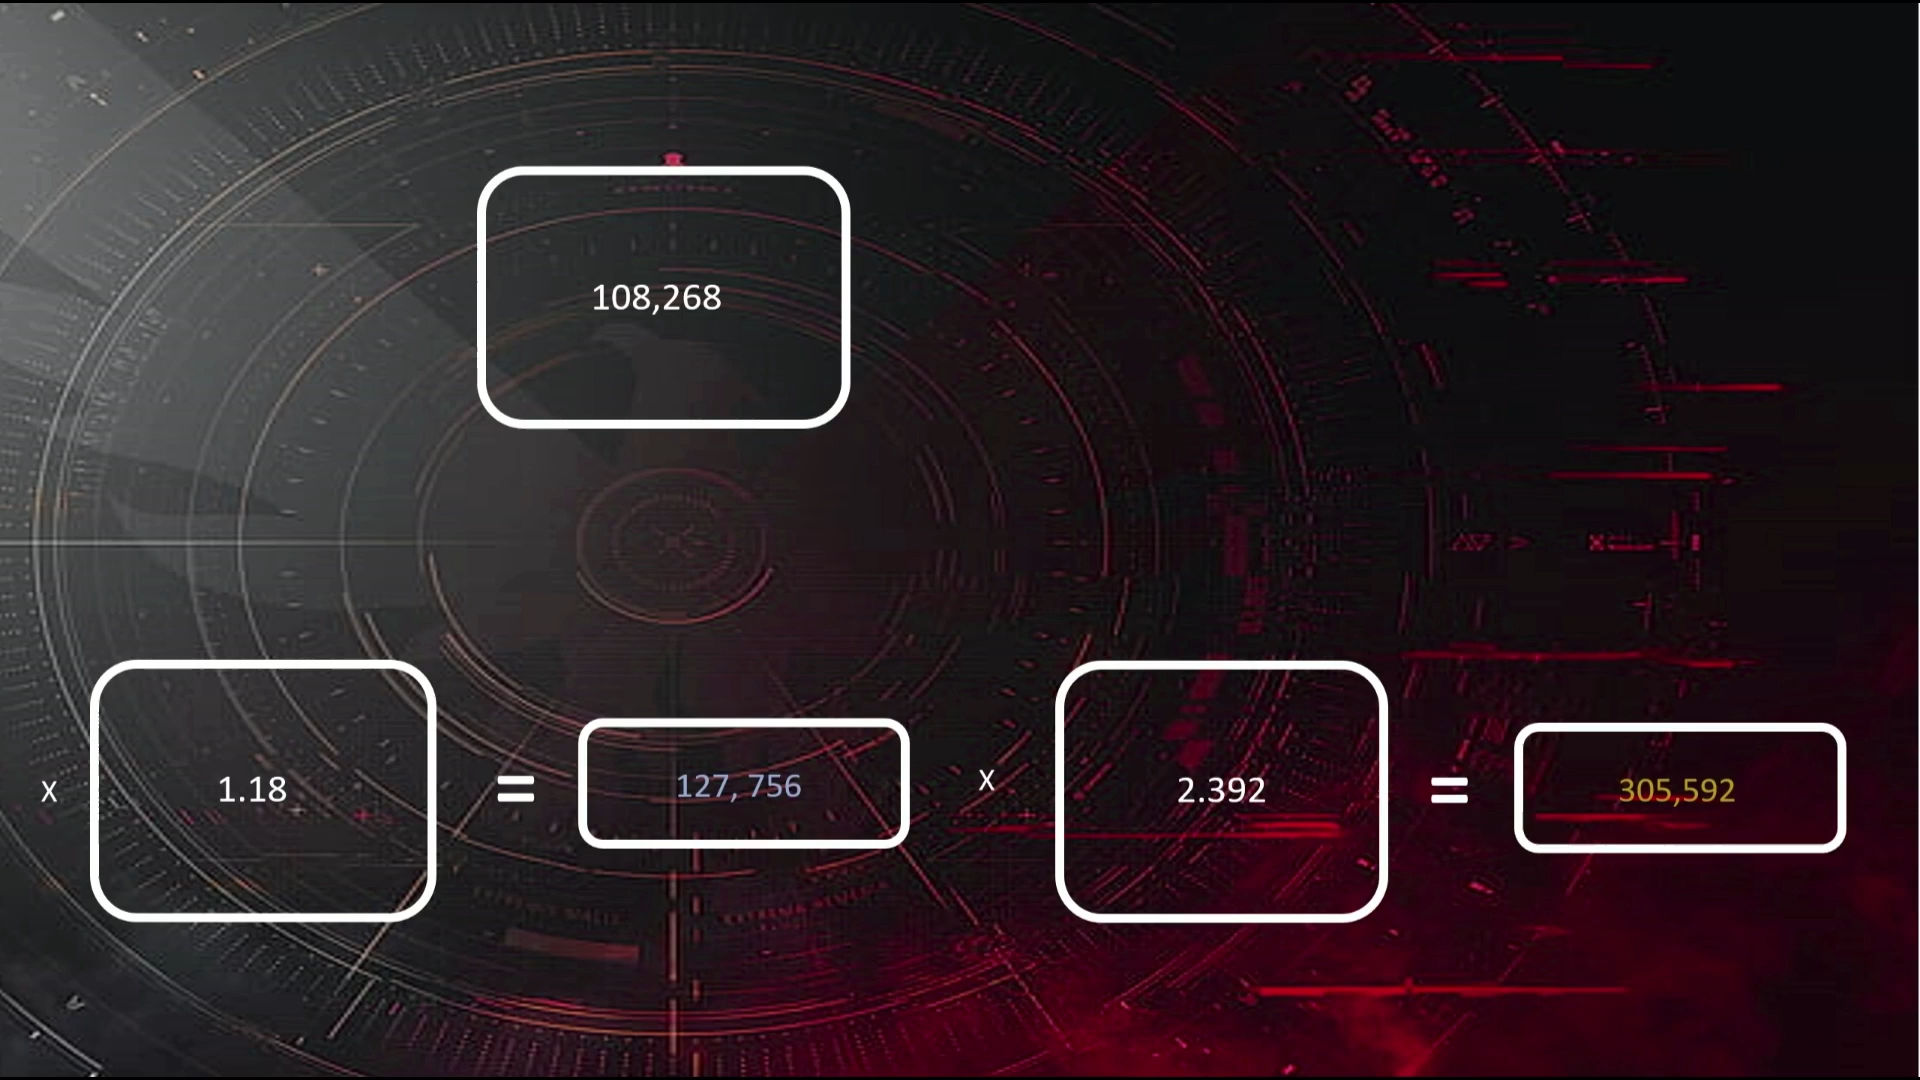 108,268
x 1.18 = 127, 756 x 2.392 = 305,592